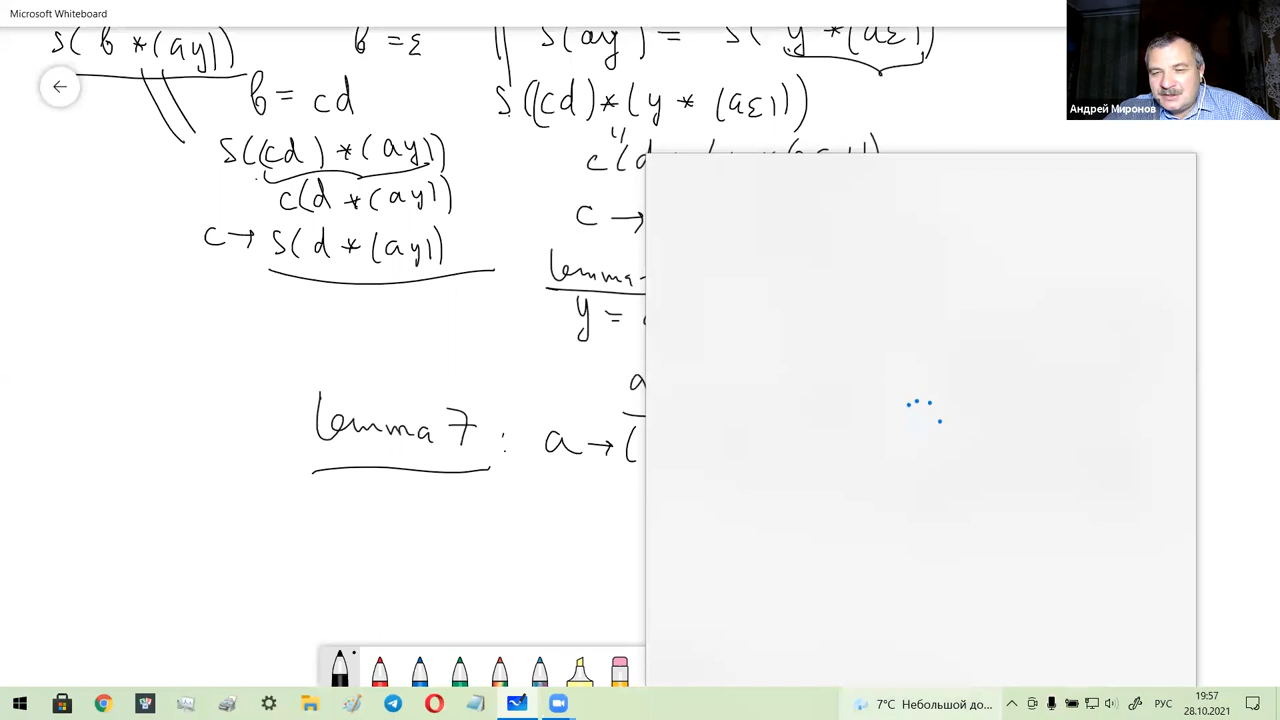 Microsoft Whiteboard
s( b *(ay))
b = ε
s(ay) = s( y *(aε))
Андрей Миронов
b = cd
s((cd)*(y * (aε)))
s((cd) *(ay))
c(d
c(d *(ay))
c →
c → s(d *(ay))
lemma
y =
a
lemma 7 : a → (
7°C Небольшой до...
РУС
19:57
28.10.2021